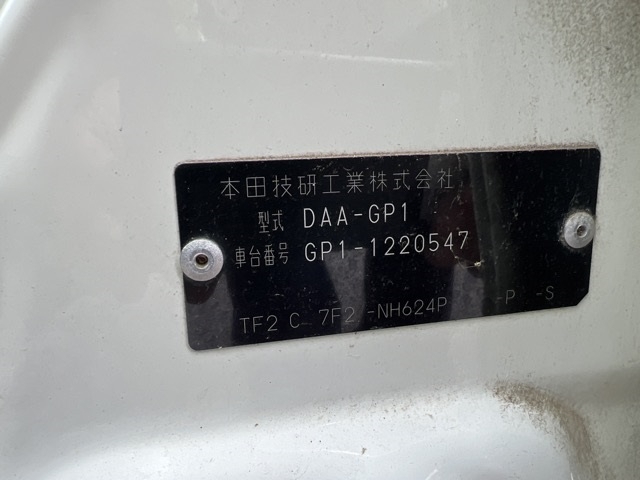 本田技研工業株式会社
型式 DAA-GP1
車台番号 GP1-1220547
TF2 C 7F2 -NH624P -P -S